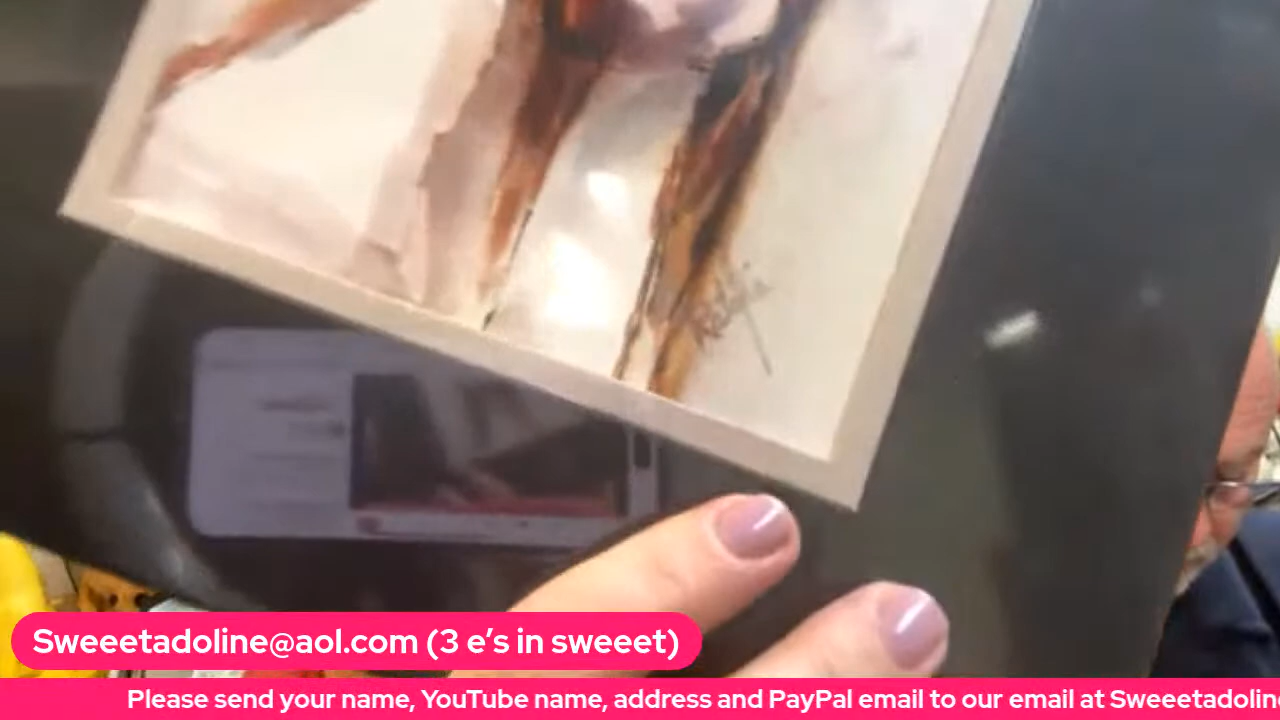 Sweeetadoline@aol.com (3 e's in sweeet)
Please send your name, YouTube name, address and PayPal email to our email at Sweeetadoline